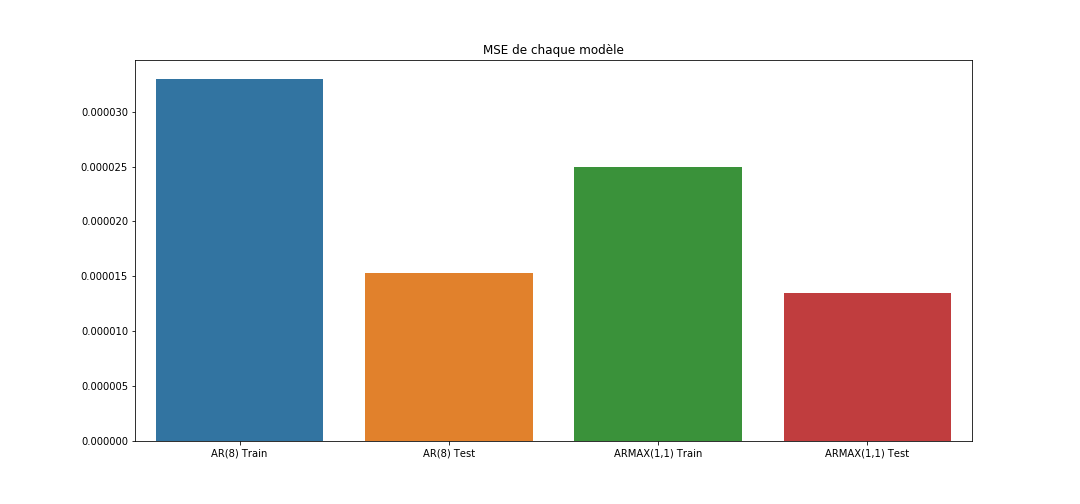 MSE de chaque modèle
0.000030
0.000025
0.000020
0.000015
0.000010
0.000005
0.000000
AR(8) Train
AR(8) Test
ARMAX(1,1) Train
ARMAX(1,1) Test